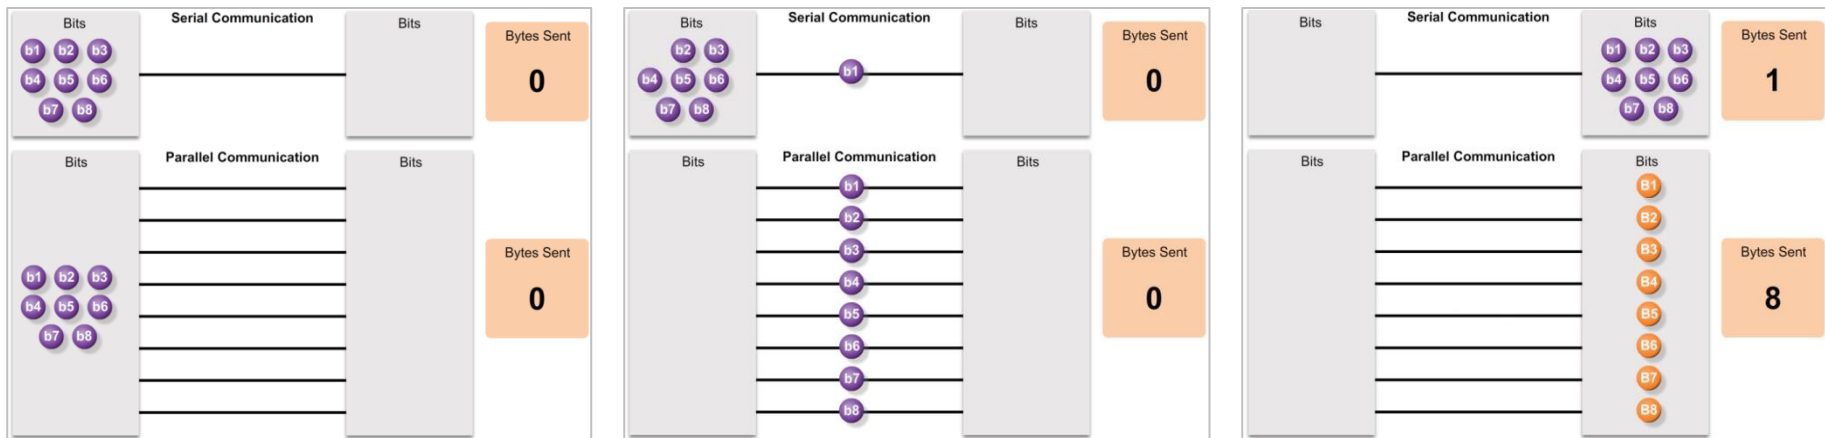 Bits
Serial Communication
Bits
b1 b2 b3
b4 b5 b6
b7 b8
Bytes Sent
0
Bits
Parallel Communication
Bits
b1 b2 b3
b4 b5 b6
b7 b8
Bytes Sent
0
Bits
Serial Communication
Bits
b2 b3
b4 b5 b6
b7 b8
b1
Bytes Sent
0
Bits
Parallel Communication
Bits
b1
b2
b3
b4
b5
b6
b7
b8
Bytes Sent
0
Bits
Serial Communication
Bits
b1 b2 b3
b4 b5 b6
b7 b8
Bytes Sent
1
Bits
Parallel Communication
Bits
B1
B2
B3
B4
B5
B6
B7
B8
Bytes Sent
8